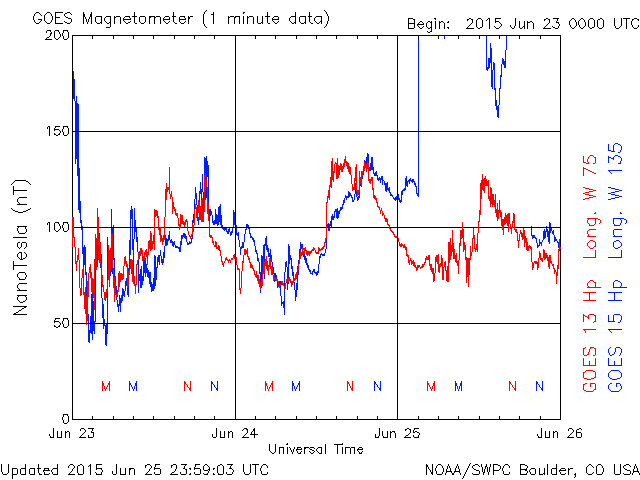 GOES Magnetometer (1 minute data)
Begin: 2015 Jun 23 0000 UTC
200
150
100
50
0
NanoTesla (nT)
M M N N M M N N M M N N
Jun 23 Jun 24 Jun 25 Jun 26
Universal Time
GOES 13 Hp Long. W 75
GOES 15 Hp Long. W 135
Updated 2015 Jun 25 23:59:03 UTC
NOAA/SWPC Boulder, CO USA